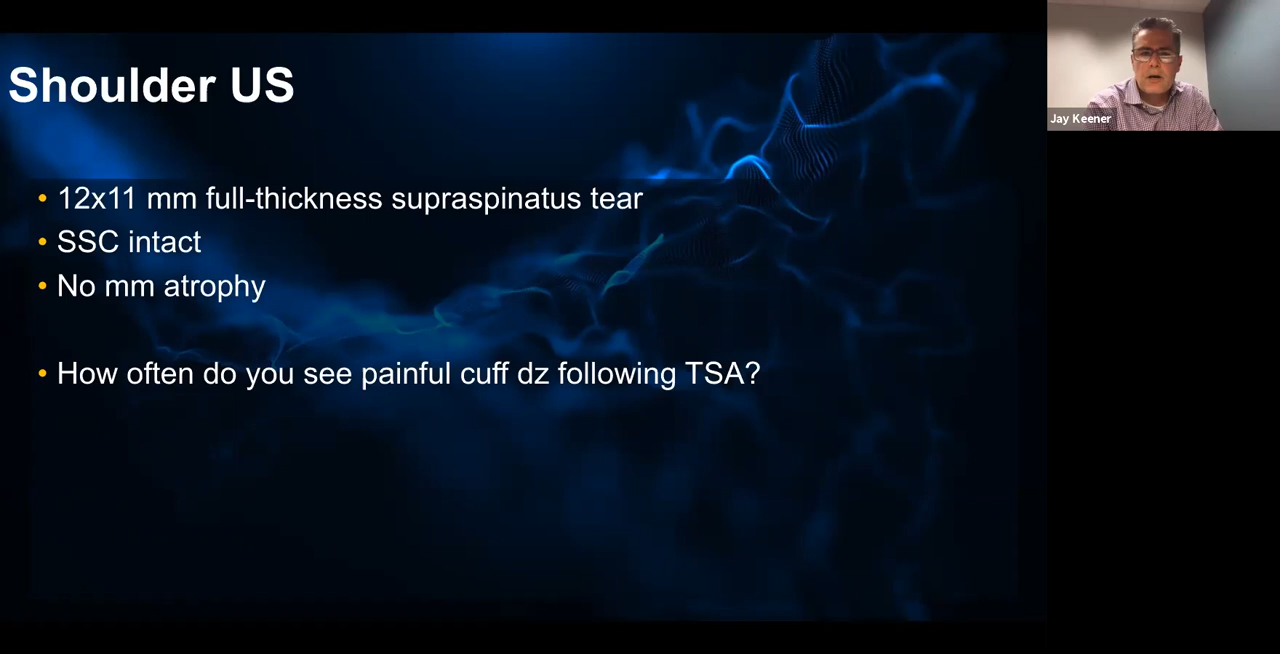 Shoulder US
• 12x11 mm full-thickness supraspinatus tear
• SSC intact
• No mm atrophy
• How often do you see painful cuff dz following TSA?
Jay Keener